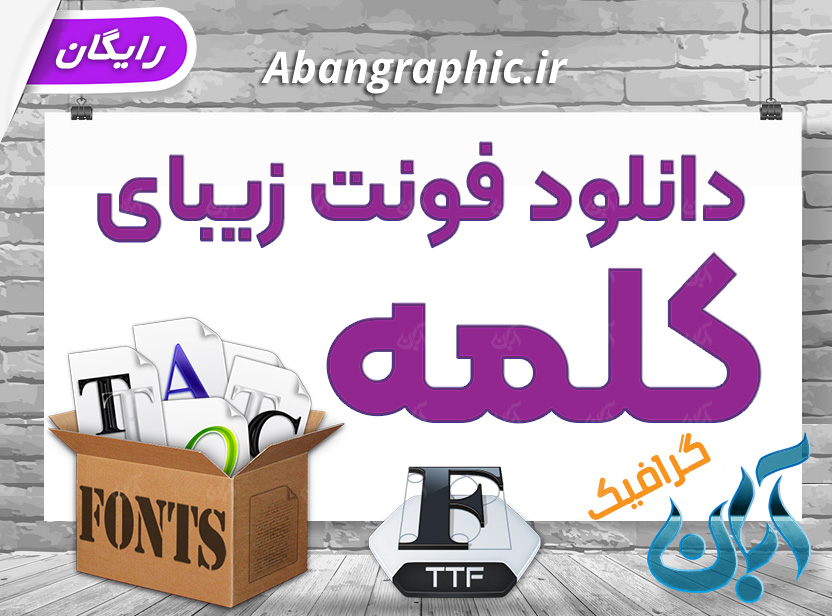 رایگان
Abangraphic.ir
دانلود فونت زیبای
کلمه
T
A
T
T
C
O
FONTS
F
TTF
گرافیک
آبان